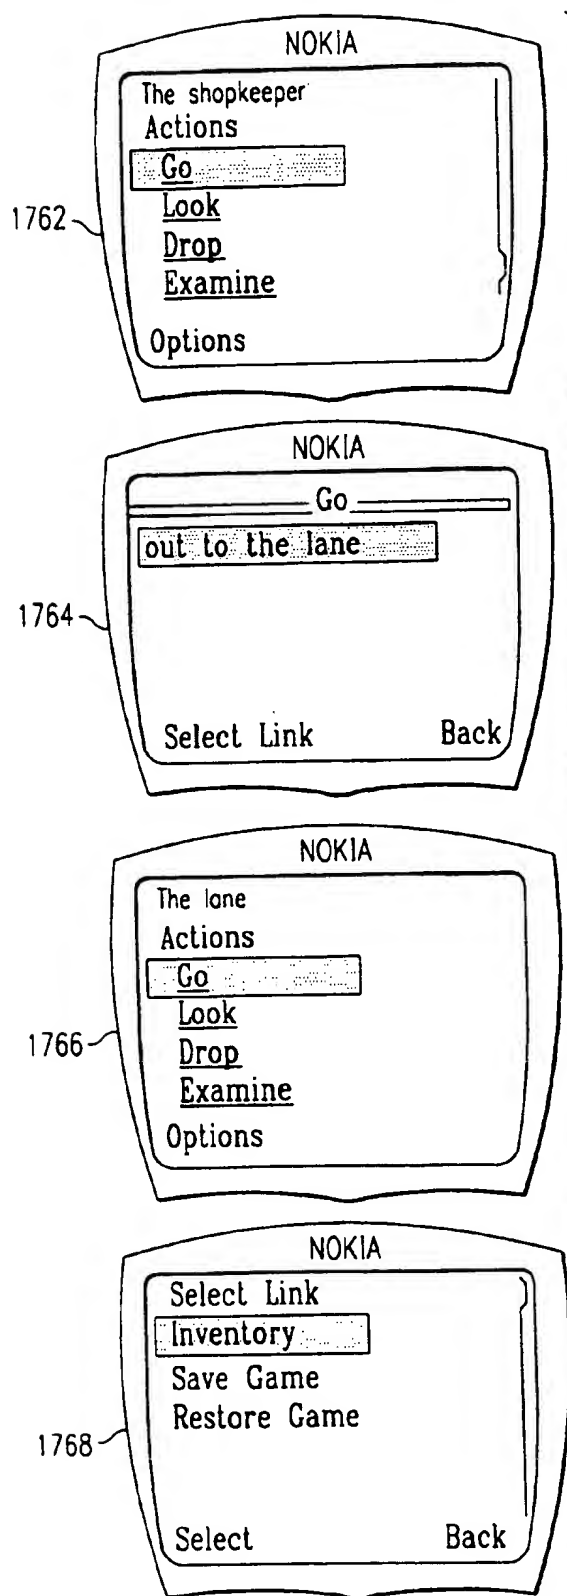 NOKIA
The shopkeeper
Actions
Go
Look
1762
Drop
Examine
Options
NOKIA
Go
out to the lane
1764
Select Link Back
NOKIA
The lane
Actions
Go
Look
1766
Drop
Examine
Options
NOKIA
Select Link
Inventory
Save Game
Restore Game
1768
Select Back